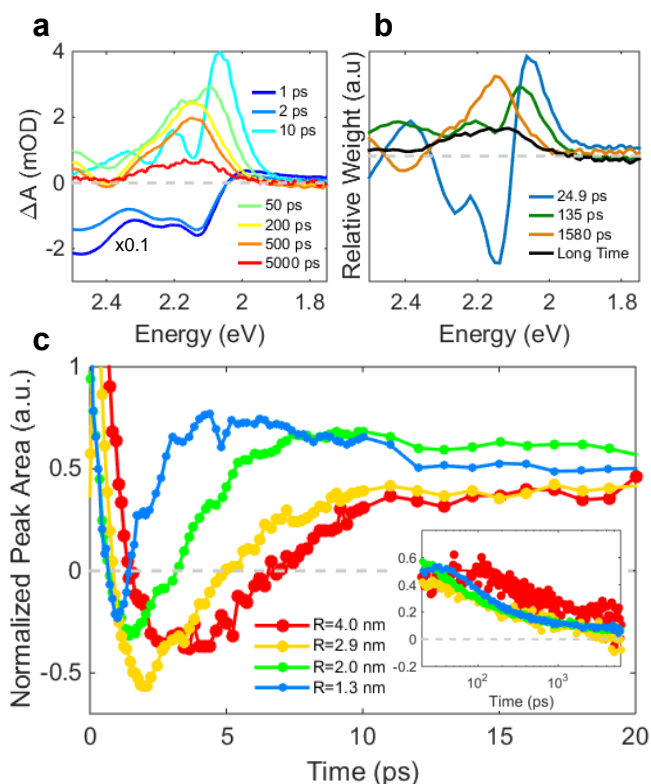 a
b
ΔA (mOD)
4
2
0
-2
1 ps
2 ps
10 ps
50 ps
200 ps
500 ps
5000 ps
x0.1
2.4
2.2
2
1.8
Energy (eV)
Relative Weight (a.u)
24.9 ps
135 ps
1580 ps
Long Time
2.4
2.2
2
1.8
Energy (eV)
c
Normalized Peak Area (a.u.)
1
0.5
0
-0.5
R=4.0 nm
R=2.9 nm
R=2.0 nm
R=1.3 nm
0.6
0.4
0.2
0
-0.2
10²
10³
Time (ps)
0
5
10
15
20
Time (ps)